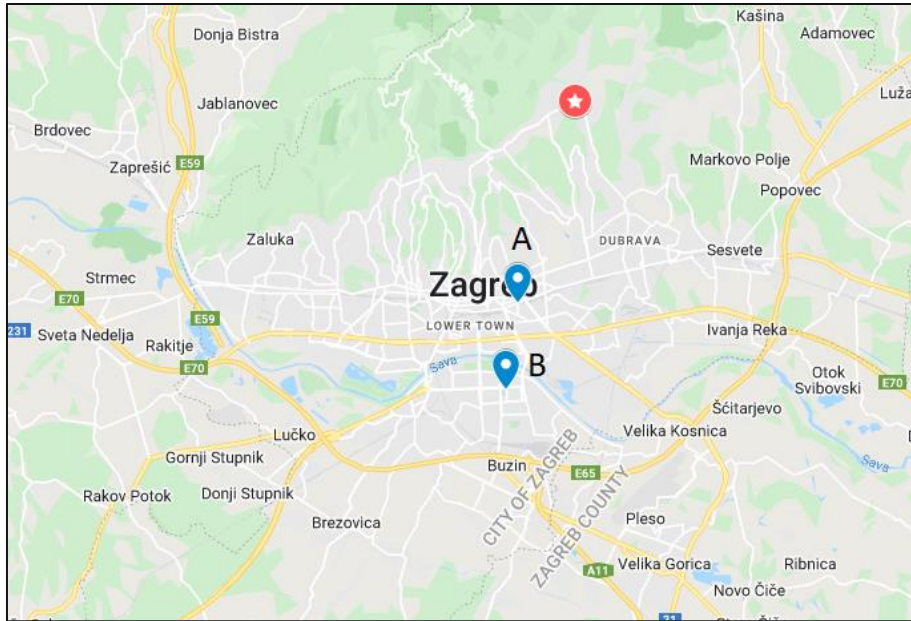 Kašina
Donja Bistra
Adamovec
Jablanovec
Luža
Brdovec
Zaprešić
E59
Markovo Polje
Popovec
A
Zaluka
DUBRAVA
Sesvete
Strmec
Zagreb
E70
E59
LOWER TOWN
231
Sveta Nedelja
Rakitje
Ivanja Reka
E70
Sava
B
Otok
Svibovski
E70
Šćitarjevo
Lučko
Velika Kosnica
Gornji Stupnik
Buzin
E65
Sava
Rakov Potok
Donji Stupnik
CITY OF ZAGREB
ZAGREB COUNTY
Brezovica
Pleso
A11
Velika Gorica
Ribnica
Novo Čiče
31